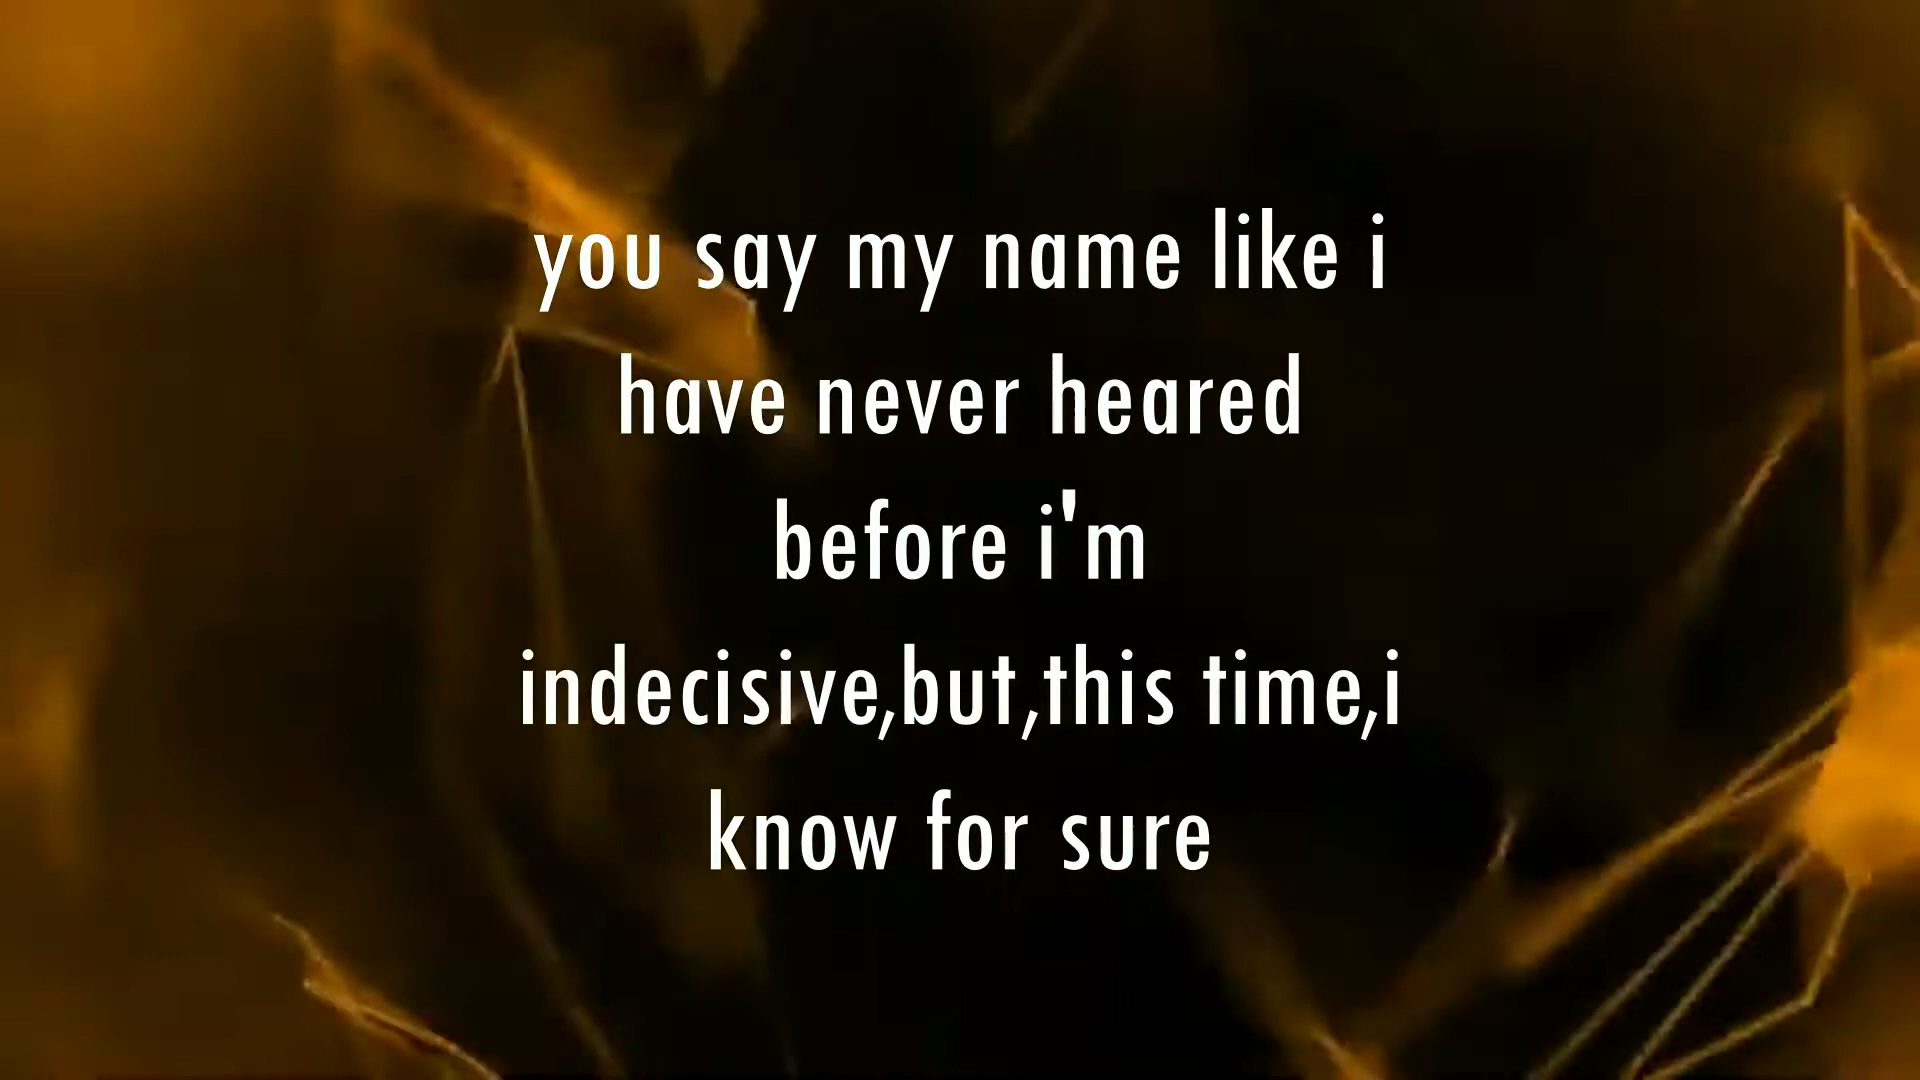 you say my name like i
have never heared
before i'm
indecisive,but,this time,i
know for sure